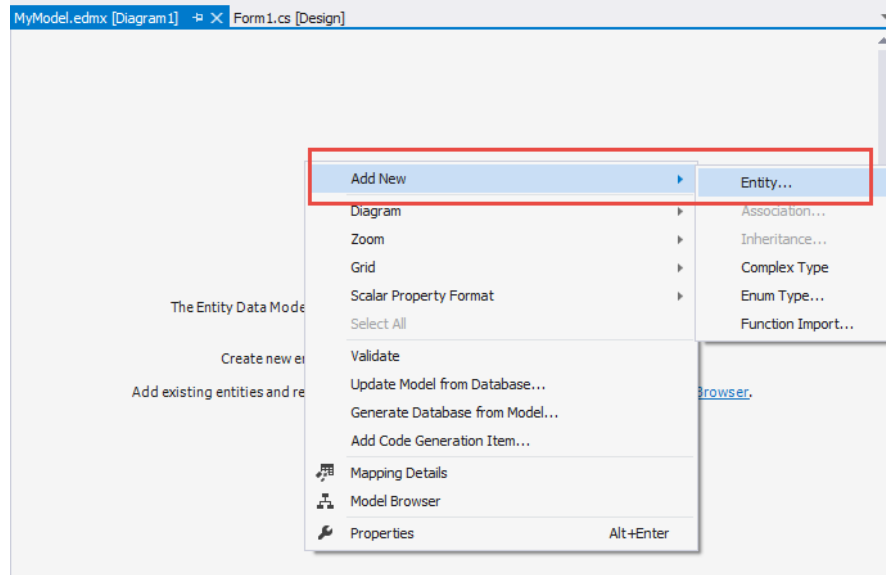 MyModel.edmx [Diagram1]
Form1.cs [Design]
Add New
Entity...
Diagram
Association...
Zoom
Inheritance...
Grid
Complex Type
The Entity Data
Scalar Property Format
Enum Type...
Select All
Function Import...
Create new
Validate
Add existing entities and
Update Model from Database...
Browser.
Generate Database from Model...
Add Code Generation Item...
Mapping Details
Model Browser
Properties Alt+Enter